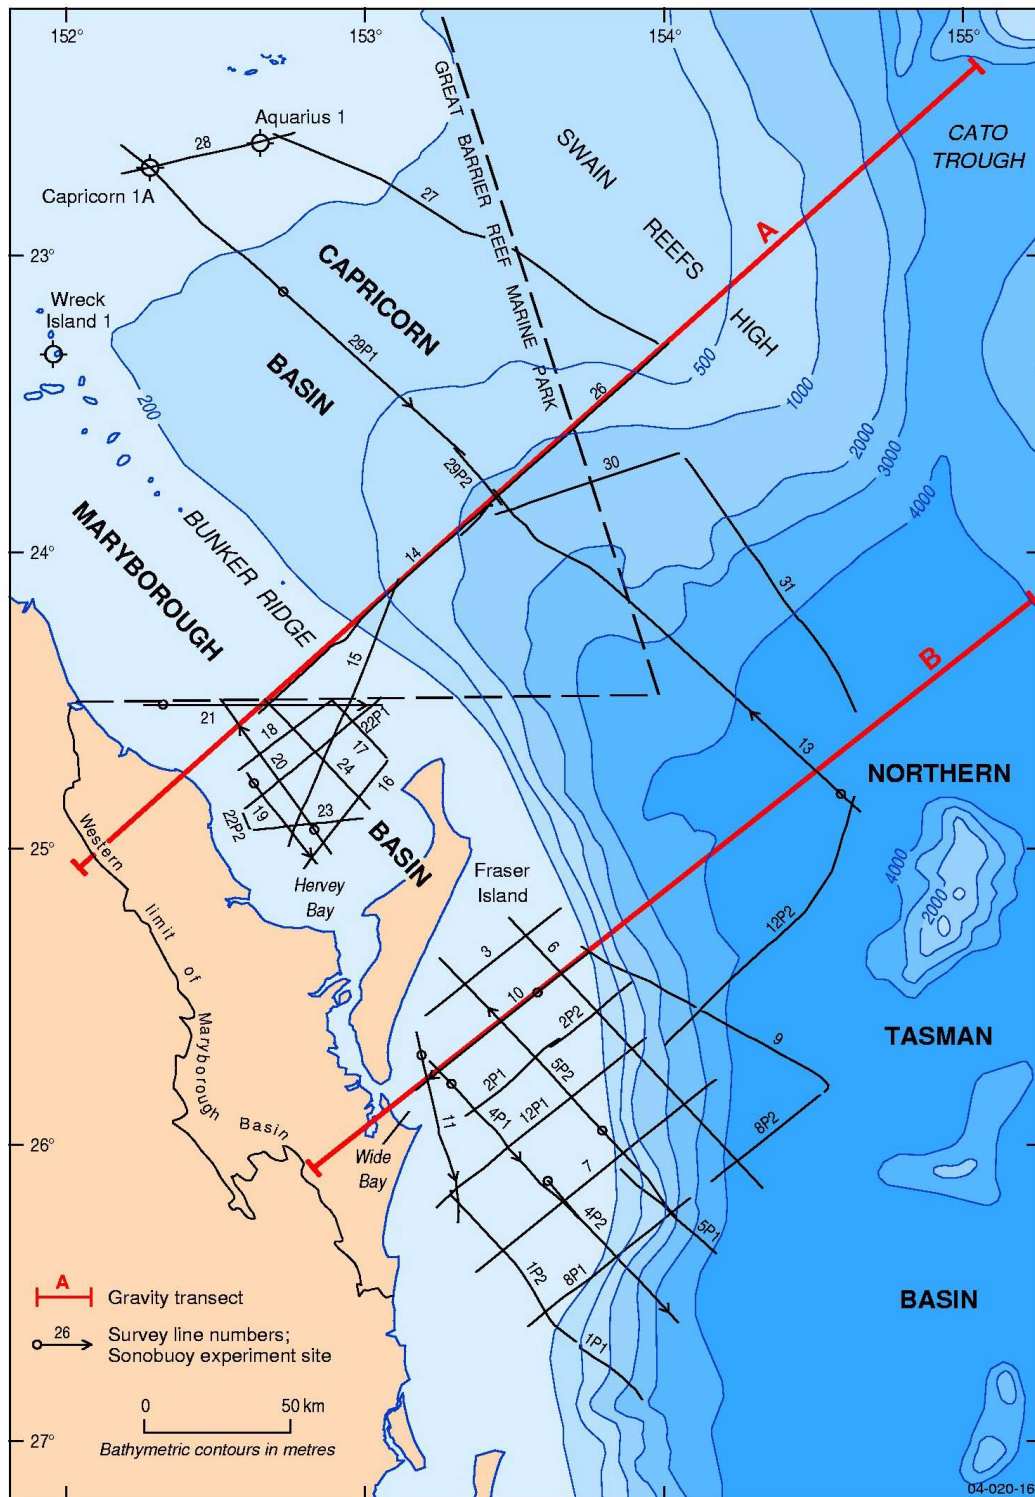 152°
153°
154°
155°
GREAT BARRIER REEF MARINE PARK
SWAIN
REEFS
HIGH
CATO
TROUGH
Aquarius 1
28
Capricorn 1A
27
A
23°
CAPRICORN
BASIN
Wreck
Island 1
29P1
26
500
1000
200
2000
3000
4000
29P2
30
MARYBOROUGH
BUNKER RIDGE
24°
14
31
B
15
21
18
22P1
17
20
24
16
13
NORTHERN
19
23
22P2
BASIN
25°
Western limit of Maryborough Basin
Hervey
Bay
Fraser
Island
4000
2000
12P2
3
6
10
2P2
9
TASMAN
2P1
5P2
4P1
12P1
11
8P2
26°
Wide
Bay
7
4P2
5P1
1P2
8P1
BASIN
1P1
A
Gravity transect
26
Survey line numbers;
Sonobuoy experiment site
0 50 km
Bathymetric contours in metres
27°
04-020-16